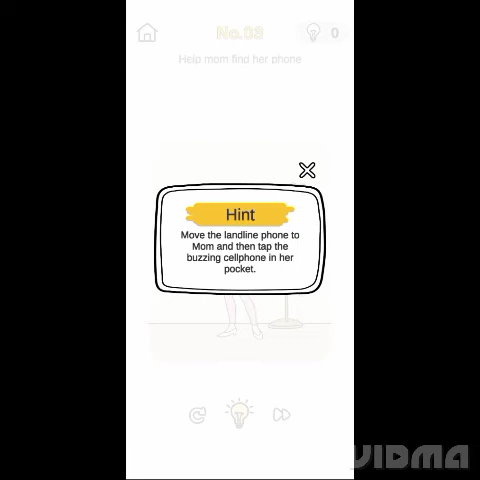 No.03
0
Help mom find her phone
Hint
Move the landline phone to
Mom and then tap the
buzzing cellphone in her
pocket.
VIDMA